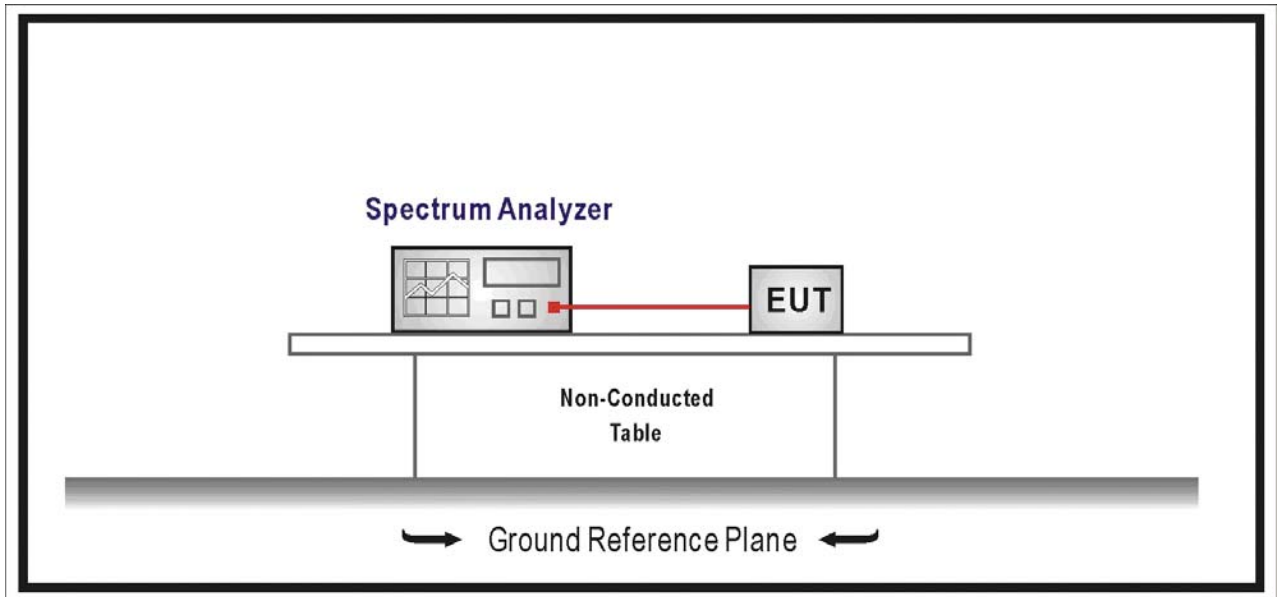 Spectrum Analyzer
EUT
Non-Conducted
Table
Ground Reference Plane